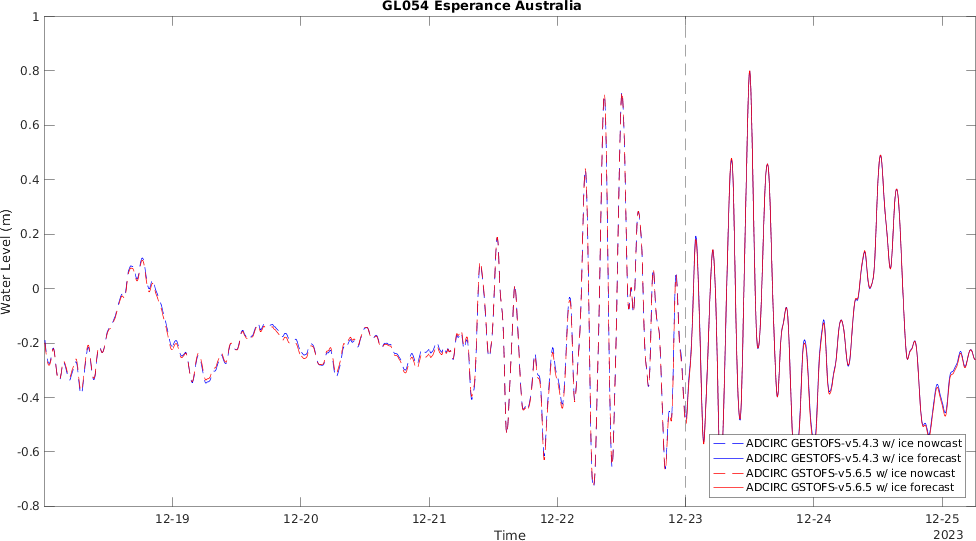 GL054 Esperance Australia
1
0.8
0.6
0.4
0.2
0
-0.2
-0.4
-0.6
-0.8
Water Level (m)
12-19
12-20
12-21
12-22
12-23
12-24
12-25
Time
2023
ADCIRC GESTOFS-v5.4.3 w/ ice nowcast
ADCIRC GESTOFS-v5.4.3 w/ ice forecast
ADCIRC GSTOFS-v5.6.5 w/ ice nowcast
ADCIRC GSTOFS-v5.6.5 w/ ice forecast